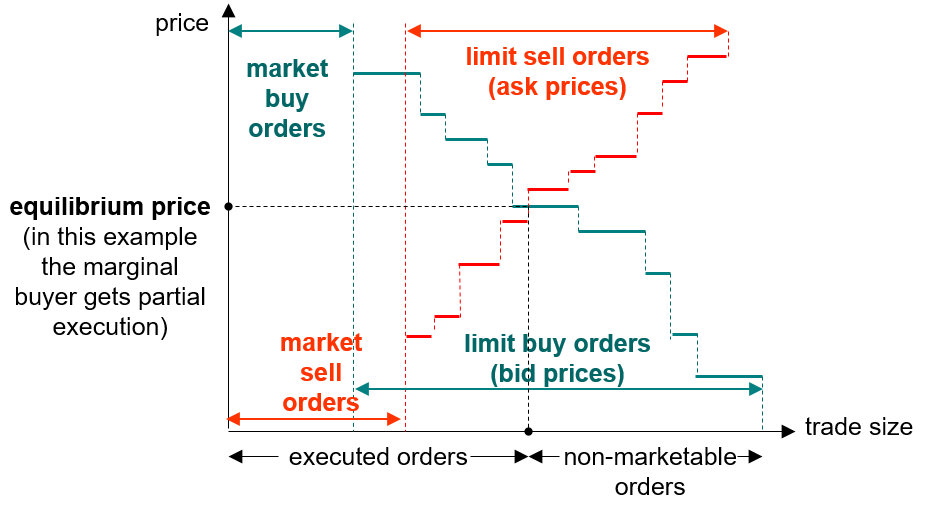 price
market
buy
orders
limit sell orders
(ask prices)
equilibrium price
(in this example
the marginal
buyer gets partial
execution)
market
sell
orders
limit buy orders
(bid prices)
trade size
executed orders
non-marketable
orders